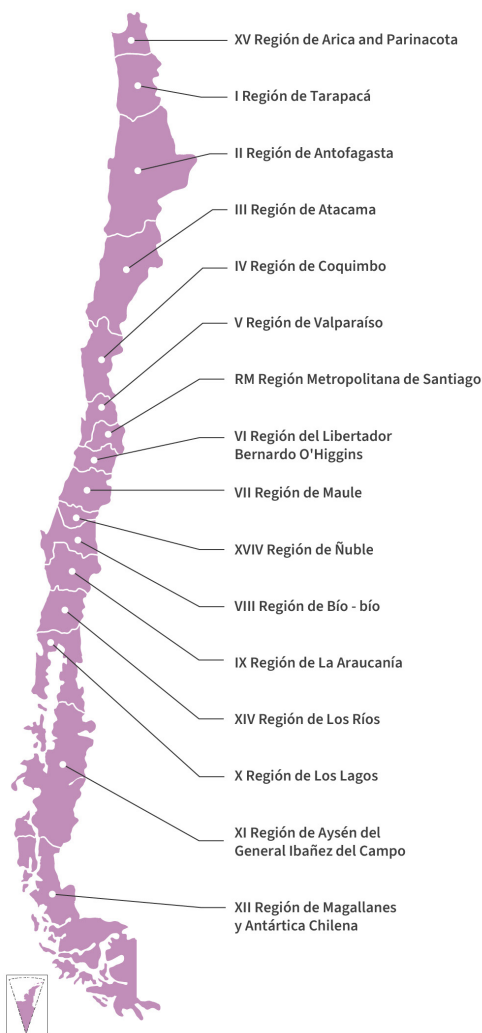 XV Región de Arica and Parinacota
I Región de Tarapacá
II Región de Antofagasta
III Región de Atacama
IV Región de Coquimbo
V Región de Valparaíso
RM Región Metropolitana de Santiago
VI Región del Libertador
Bernardo O'Higgins
VII Región de Maule
XVIV Región de Ñuble
VIII Región de Bío - bío
IX Región de La Araucanía
XIV Región de Los Ríos
X Región de Los Lagos
XI Región de Aysén del
General Ibañez del Campo
XII Región de Magallanes
y Antártica Chilena